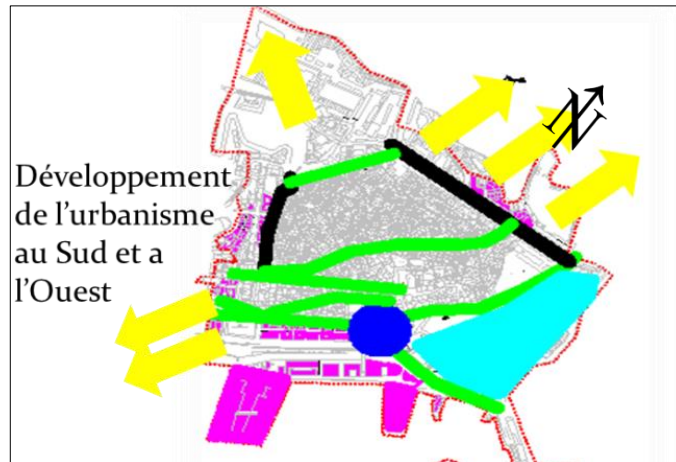 Développement
de l’urbanisme
au Sud et a
l’Ouest
N